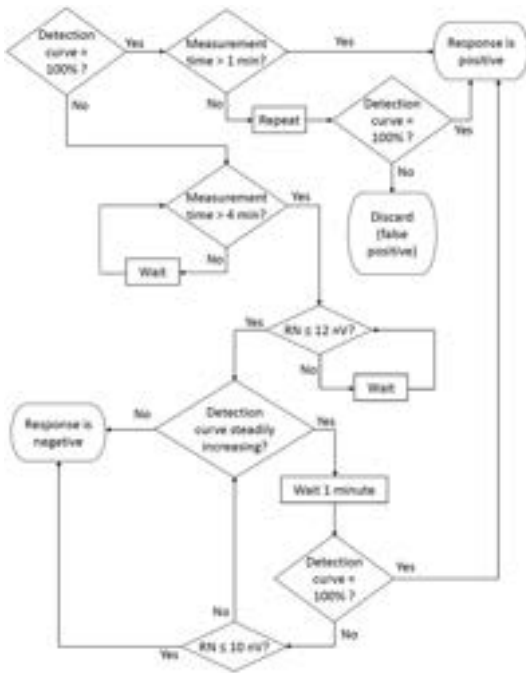 Detection
curve =
100% ?
Yes
Measurement
time > 1 min?
Yes
Response is
positive
No
No
Repeat
Detection
curve =
100% ?
Yes
No
Discard
(false
positive)
Measurement
time > 4 min?
Yes
No
Wait
RN ≤ 12 nV?
Yes
No
Wait
Response is
nagetive
No
Detection
curve steadily
increasing?
Yes
Wait 1 minute
Detection
curve =
100% ?
Yes
No
No
RN ≤ 10 nV?
Yes